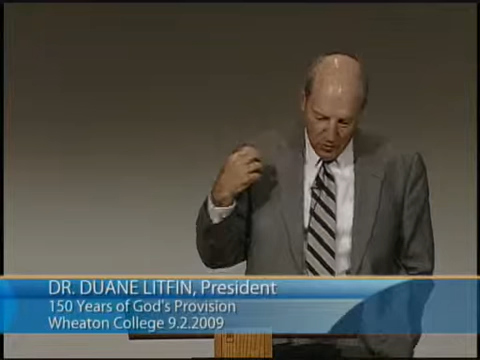 DR. DUANE LITFIN, President
150 Years of God's Provision
Wheaton College 9.2.2009